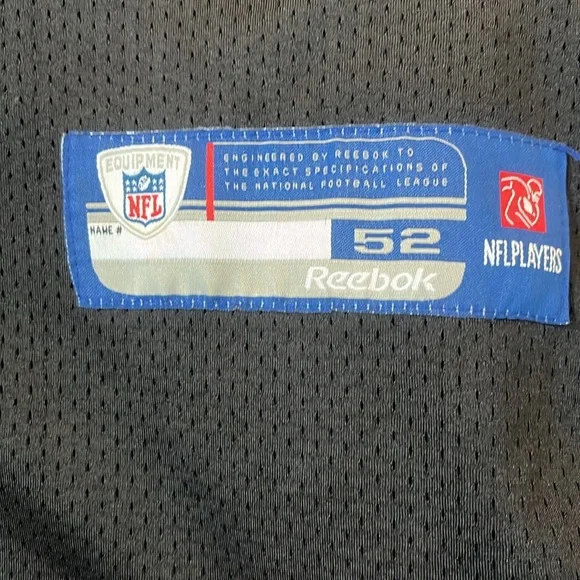 EQUIPMENT
NFL
ENGINEERED BY REEBOK TO
THE EXACT SPECIFICATIONS OF
THE NATIONAL FOOTBALL LEAGUE
NAME #
52
Reebok
NFLPLAYERS